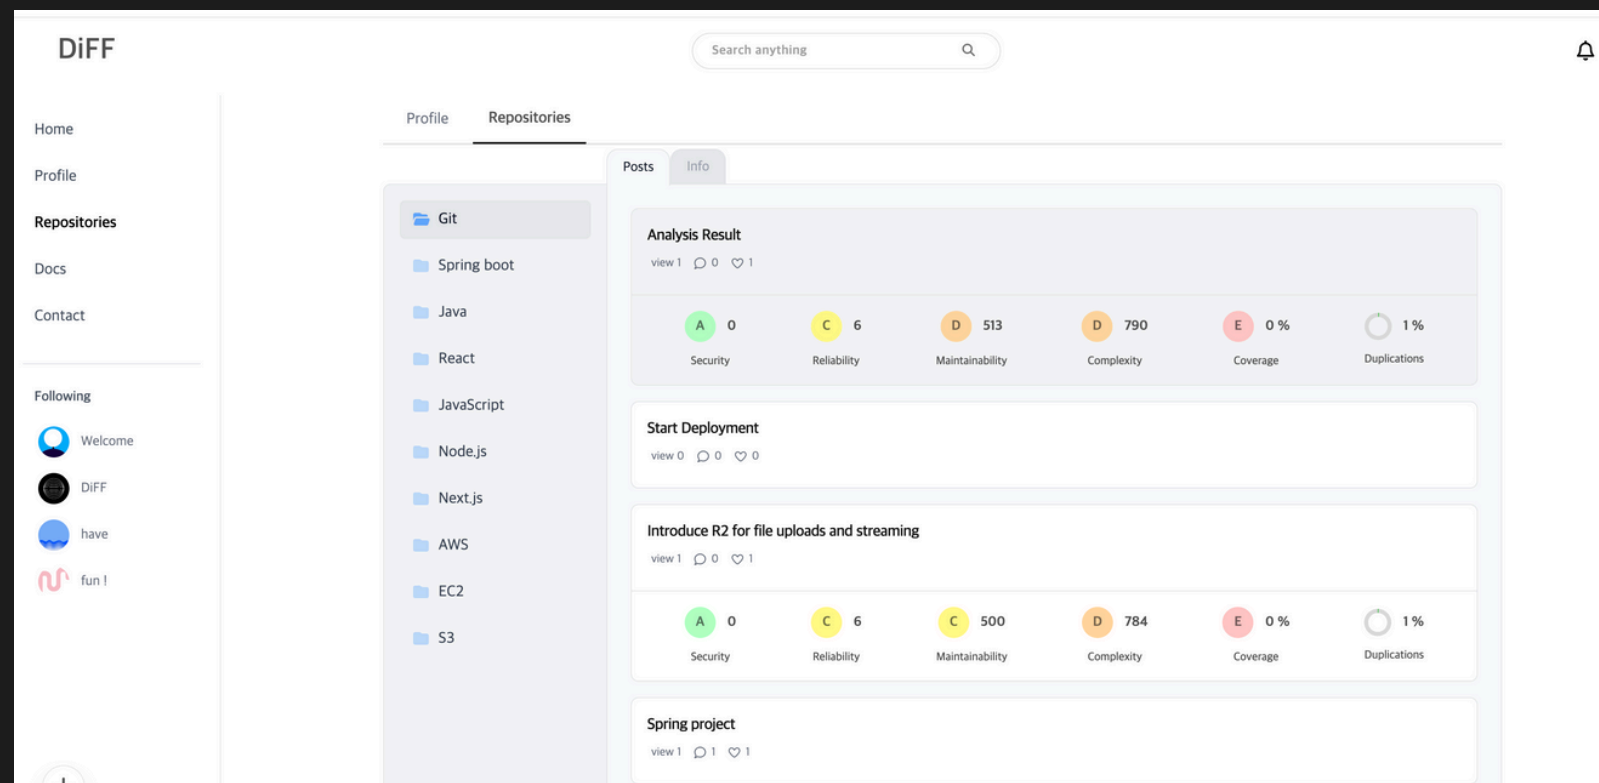 DiFF
Search anything
Home
Profile
Repositories
Docs
Contact
Following
Welcome
DiFF
have
fun !
Profile Repositories
Posts Info
Git
Spring boot
Java
React
JavaScript
Node.js
Next.js
AWS
EC2
S3
Analysis Result
view 1 0 1
A 0 C 6 D 513 D 790 E 0 % 1 %
Security Reliability Maintainability Complexity Coverage Duplications
Start Deployment
view 0 0 0
Introduce R2 for file uploads and streaming
view 1 0 1
A 0 C 6 C 500 D 784 E 0 % 1 %
Security Reliability Maintainability Complexity Coverage Duplications
Spring project
view 1 1 1